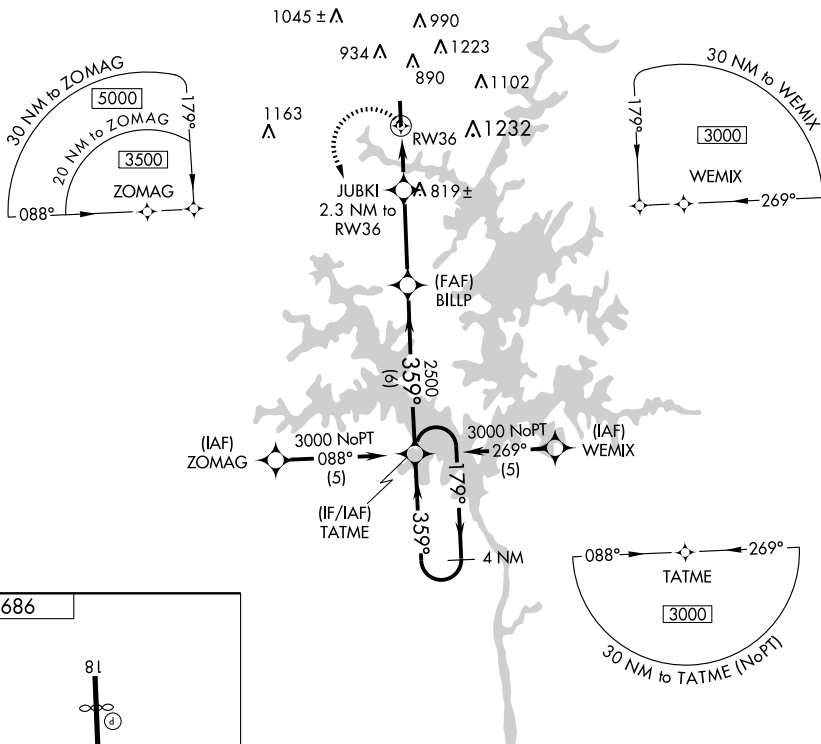 1045 ±
990
934
1223
890
1102
1163
1232
RW36
JUBKI
2.3 NM to
RW36
819 ±
30 NM to ZOMAG
5000
20 NM to ZOMAG
3500
ZOMAG
179°
088°
30 NM to WEMIX
179°
3000
WEMIX
269°
(FAF)
BILLP
2500
359°
(6)
(IAF)
ZOMAG
3000 NoPT
088°
(5)
3000 NoPT
269°
(5)
(IAF)
WEMIX
(IF/IAF)
TATME
179°
359°
4 NM
088°
269°
TATME
3000
30 NM to TATME (NoPT)
686
18
P